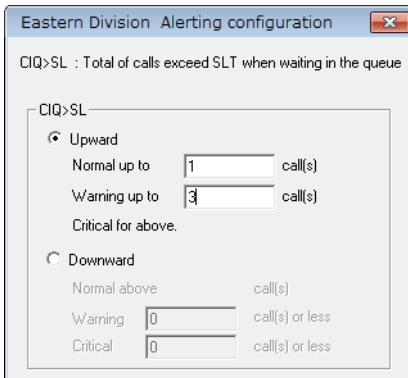 Eastern Division Alerting configuration
CIQ>SL : Total of calls exceed SLT when waiting in the queue
CIQ>SL
Upward
Normal up to 1 call(s)
Warning up to 3 call(s)
Critical for above.
Downward
Normal above call(s)
Warning 0 call(s) or less
Critical 0 call(s) or less